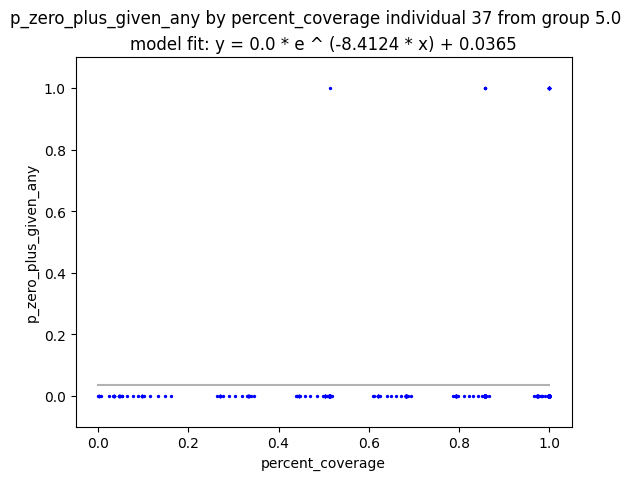 p_zero_plus_given_any by percent_coverage individual 37 from group 5.0
model fit: y = 0.0 * e ^ (-8.4124 * x) + 0.0365
1.0
0.8
0.6
0.4
0.2
0.0
p_zero_plus_given_any
0.0 0.2 0.4 0.6 0.8 1.0
percent_coverage